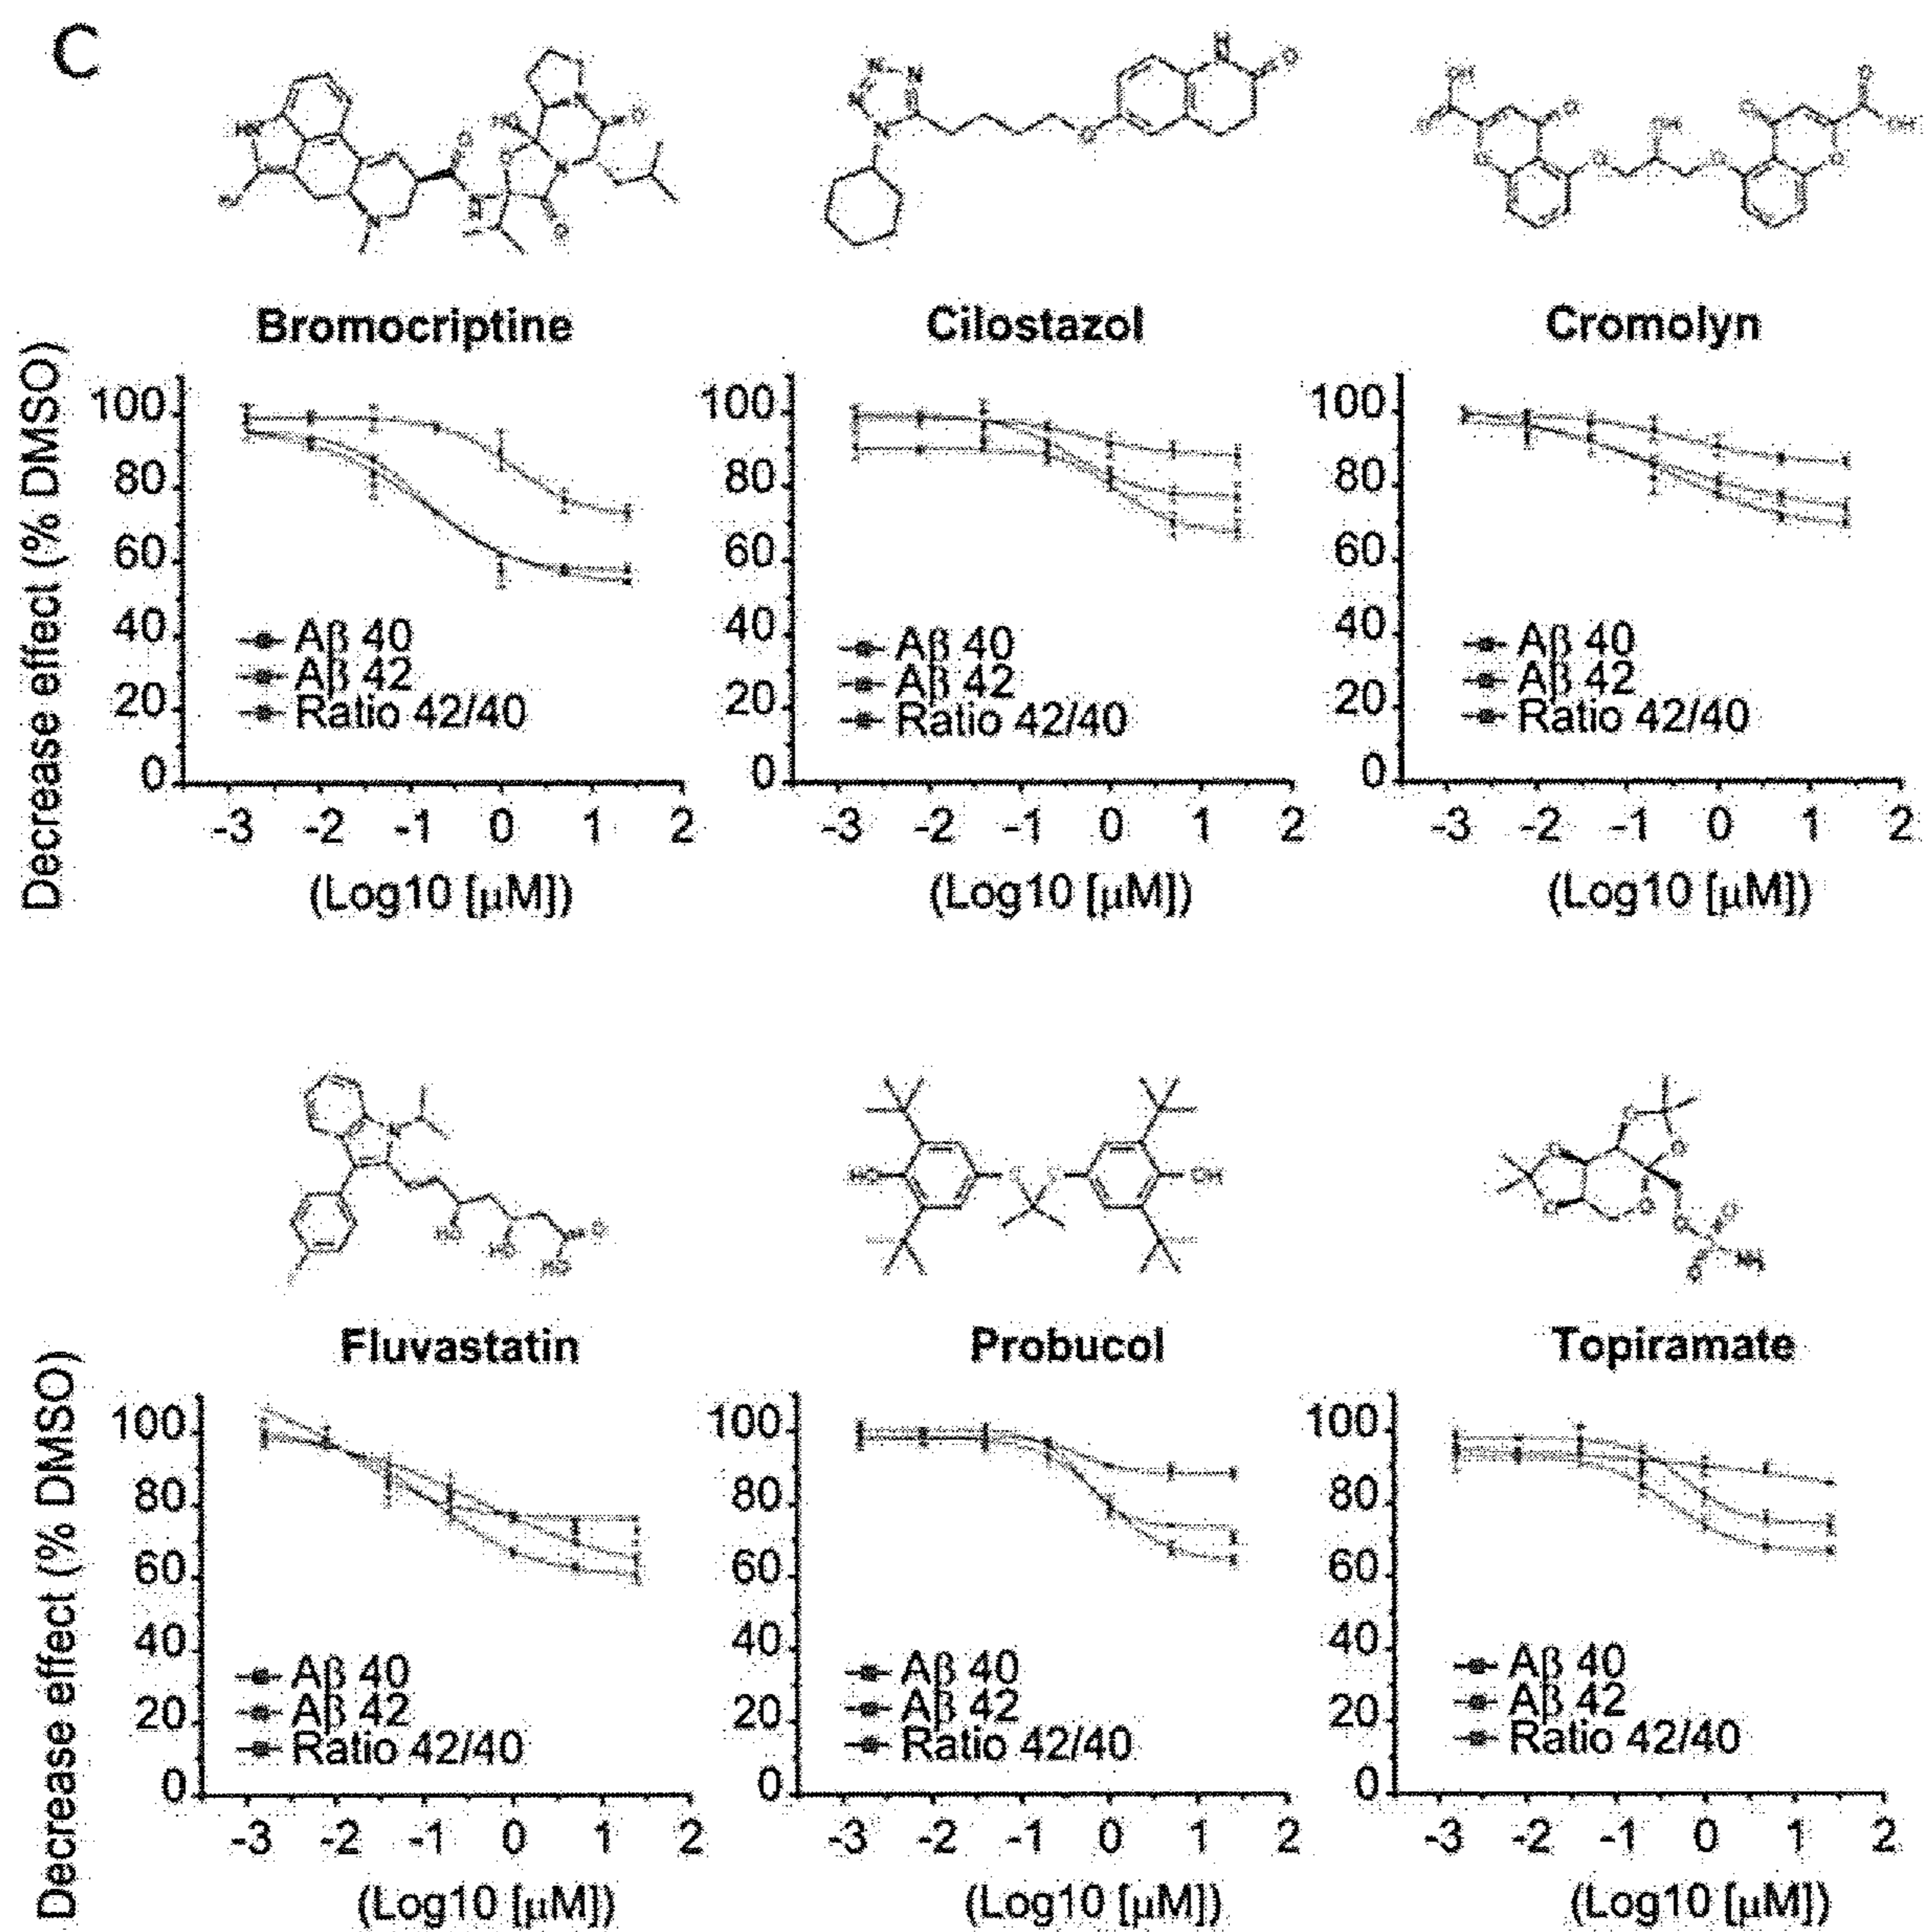 C
Bromocriptine
Cilostazol
Cromolyn
Decrease effect (% DMSO)
100
80
60
40
20
0
Aβ 40
Aβ 42
Ratio 42/40
-3 -2 -1 0 1 2
(Log10 [μM])
100
80
60
40
20
0
Aβ 40
Aβ 42
Ratio 42/40
-3 -2 -1 0 1 2
(Log10 [μM])
100
80
60
40
20
0
Aβ 40
Aβ 42
Ratio 42/40
-3 -2 -1 0 1 2
(Log10 [μM])
Fluvastatin
Probucol
Topiramate
Decrease effect (% DMSO)
100
80
60
40
20
0
Aβ 40
Aβ 42
Ratio 42/40
-3 -2 -1 0 1 2
(Log10 [μM])
100
80
60
40
20
0
Aβ 40
Aβ 42
Ratio 42/40
-3 -2 -1 0 1 2
(Log10 [μM])
100
80
60
40
20
0
Aβ 40
Aβ 42
Ratio 42/40
-3 -2 -1 0 1 2
(Log10 [μM])